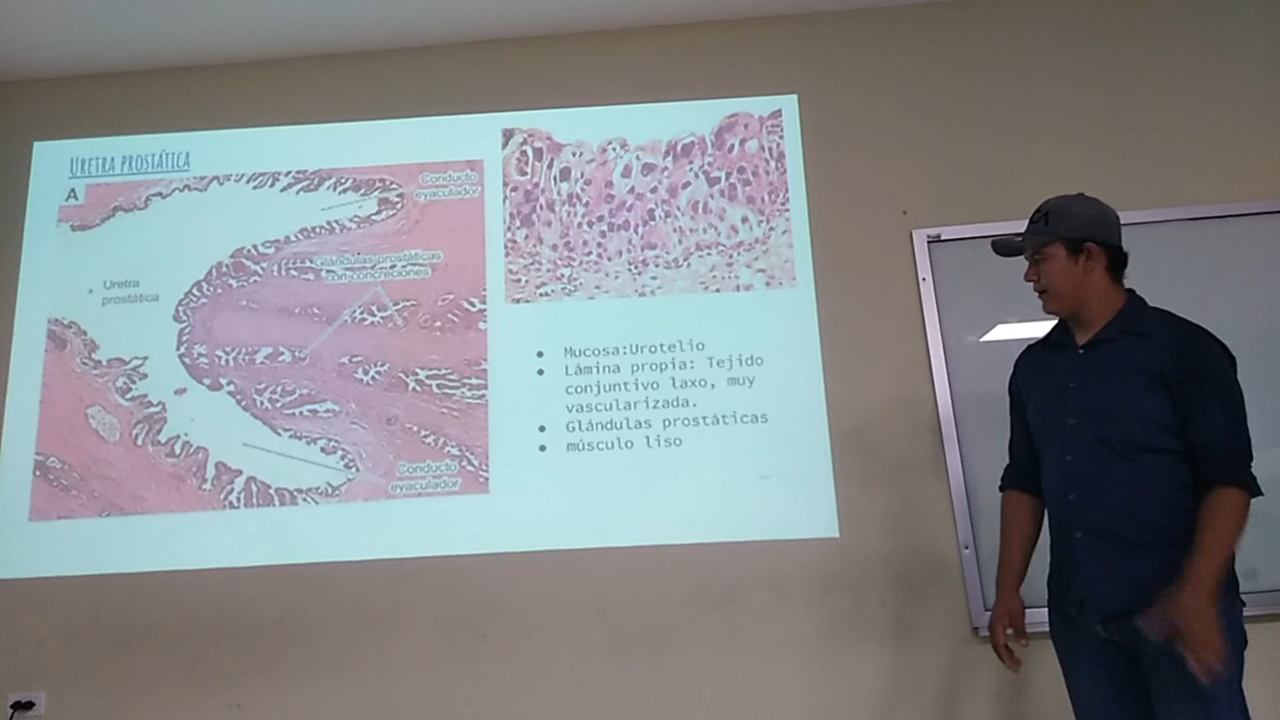 URETRA PROSTÁTICA
A
Conducto
eyaculador
Glándulas prostáticas
con concreciones
Uretra
prostática
Conducto
eyaculador
● Mucosa:Urotelio
● Lámina propia: Tejido
conjuntivo laxo, muy
vascularizada.
● Glándulas prostáticas
● músculo liso